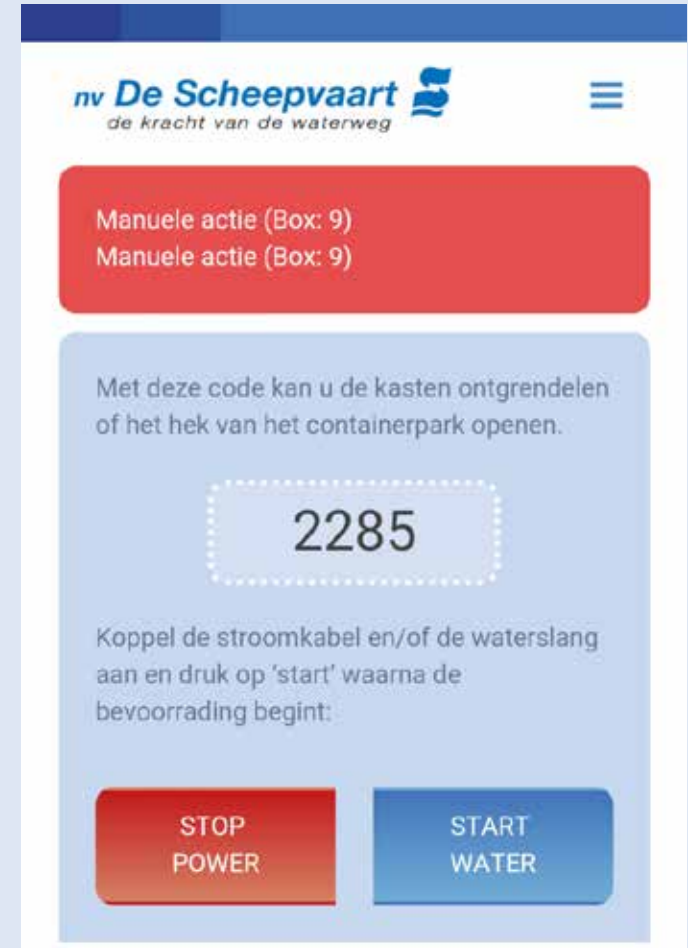 nv De Scheepvaart
de kracht van de waterweg
Manuele actie (Box: 9)
Manuele actie (Box: 9)
Met deze code kan u de kasten ontgrendelen
of het hek van het containerpark openen.
2285
Koppel de stroomkabel en/of de waterslang
aan en druk op ‘start’ waarna de
bevoorrading begint:
STOP
POWER
START
WATER